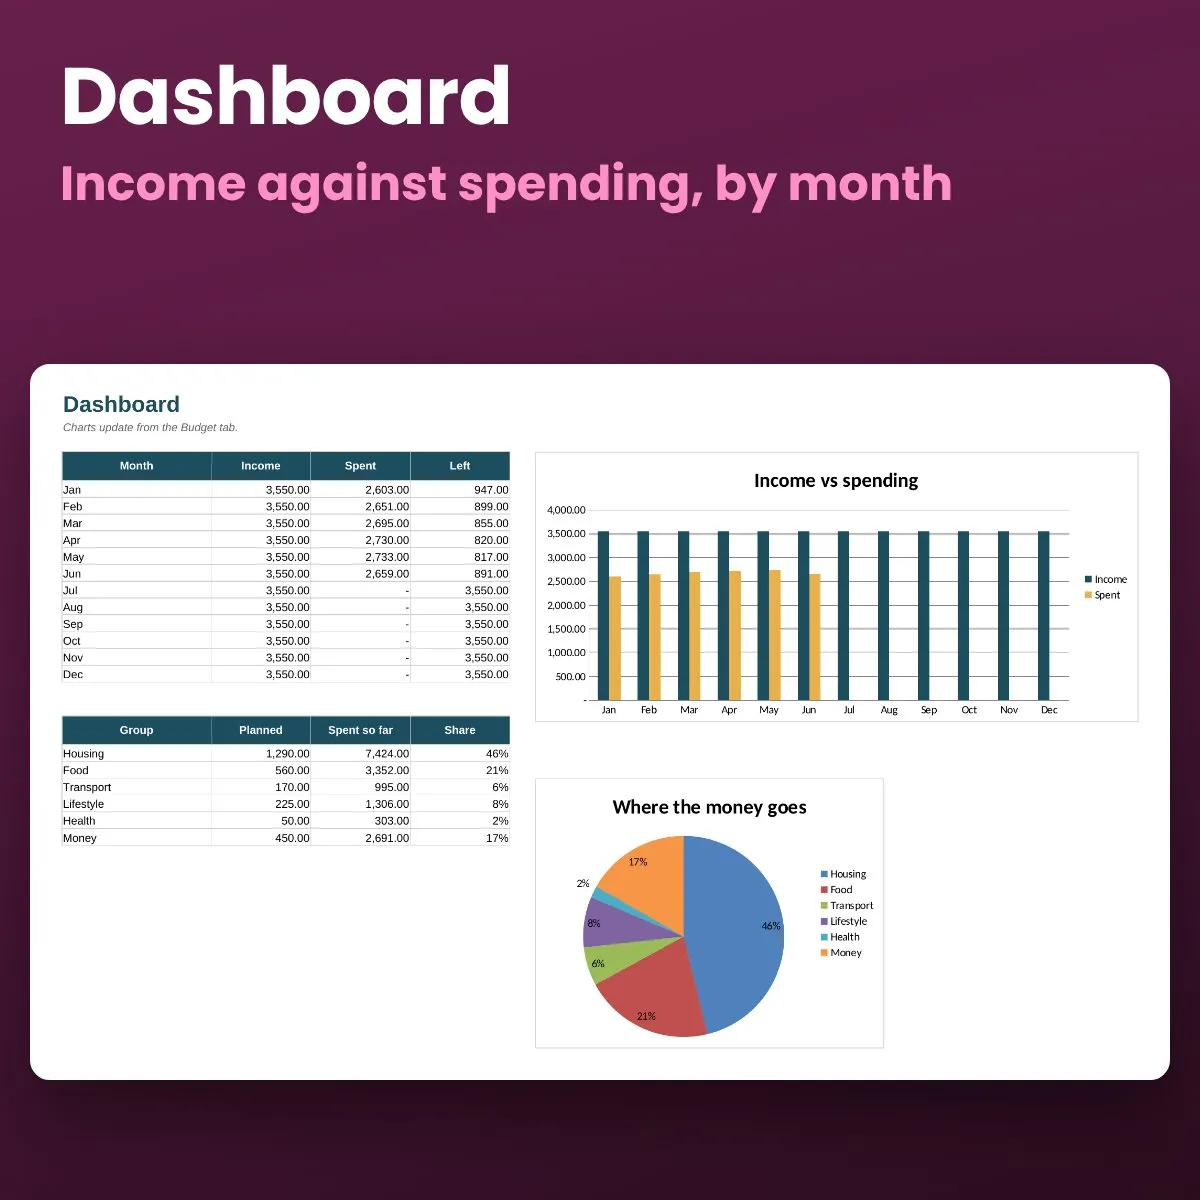 Dashboard
Income against spending, by month
Dashboard
Charts update from the Budget tab.
Month Income Spent Left
Jan 3,550.00 2,603.00 947.00
Feb 3,550.00 2,651.00 899.00
Mar 3,550.00 2,695.00 855.00
Apr 3,550.00 2,730.00 820.00
May 3,550.00 2,733.00 817.00
Jun 3,550.00 2,659.00 891.00
Jul 3,550.00 - 3,550.00
Aug 3,550.00 - 3,550.00
Sep 3,550.00 - 3,550.00
Oct 3,550.00 - 3,550.00
Nov 3,550.00 - 3,550.00
Dec 3,550.00 - 3,550.00
Group Planned Spent so far Share
Housing 1,290.00 7,424.00 46%
Food 560.00 3,352.00 21%
Transport 170.00 995.00 6%
Lifestyle 225.00 1,306.00 8%
Health 50.00 303.00 2%
Money 450.00 2,691.00 17%
Income vs spending
4,000.00
3,500.00
3,000.00
2,500.00
2,000.00
1,500.00
1,000.00
500.00
-
Jan Feb Mar Apr May Jun Jul Aug Sep Oct Nov Dec
Income
Spent
Where the money goes
17%
2%
8%
6%
21%
46%
Housing
Food
Transport
Lifestyle
Health
Money